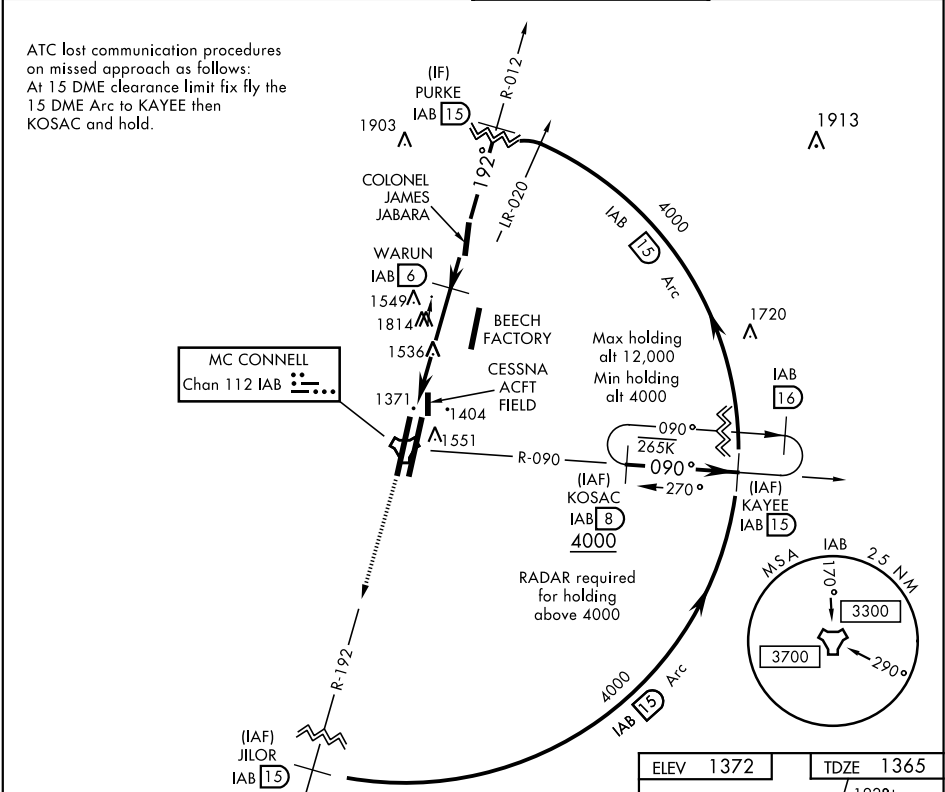 ATC lost communication procedures
on missed approach as follows:
At 15 DME clearance limit fix fly the
15 DME Arc to KAYEE then
KOSAC and hold.
(IF)
PURKE
IAB 15
R-012
1903
1913
192°
LR-020
COLONEL
JAMES
JABARA
4000
IAB 15 Arc
WARUN
IAB 6
1549
1814
1536
BEECH
FACTORY
1720
Max holding
alt 12,000
Min holding
alt 4000
MC CONNELL
Chan 112 IAB
CESSNA
ACFT
FIELD
IAB
16
1371
1404
1551
090°
265K
R-090
090°
270°
(IAF)
KOSAC
IAB 8
4000
(IAF)
KAYEE
IAB 15
RADAR required
for holding
above 4000
MSA IAB 25 NM
170°
3300
3700
290°
R-192
4000
IAB 15 Arc
(IAF)
JILOR
IAB 15
ELEV 1372
TDZE 1365